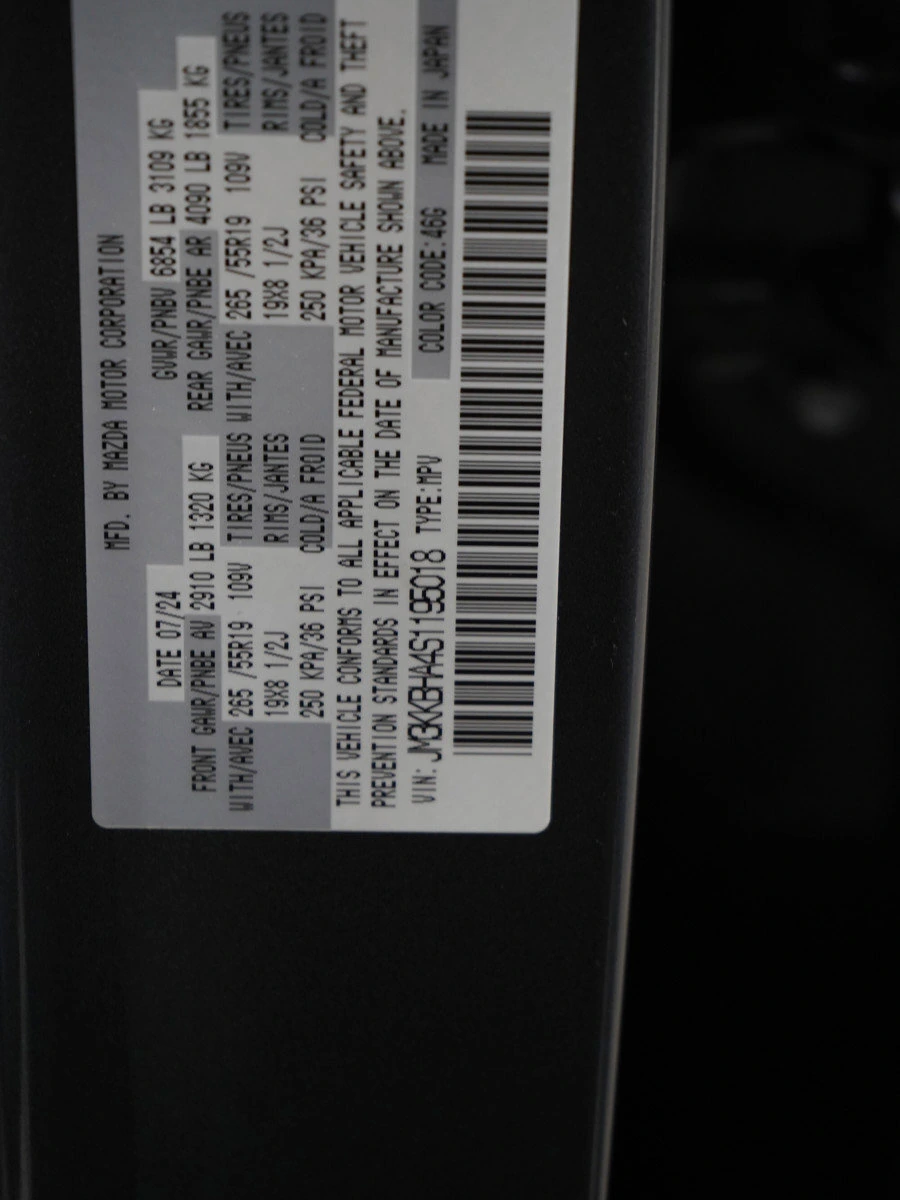 MFD. BY MAZDA MOTOR CORPORATION
DATE 07/24 GVWR/PNBV 6854 LB 3109 KG
FRONT GAWR/PNBE AV 2910 LB 1320 KG REAR GAWR/PNBE AR 4090 LB 1855 KG
WITH/AVEC 265 /55R19 109V TIRES/PNEUS WITH/AVEC 265 /55R19 109V TIRES/PNEUS
19X8 1/2J RIMS/JANTES 19X8 1/2J RIMS/JANTES
250 KPA/36 PSI COLD/A FROID 250 KPA/36 PSI COLD/A FROID
THIS VEHICLE CONFORMS TO ALL APPLICABLE FEDERAL MOTOR VEHICLE SAFETY AND THEFT
PREVENTION STANDARDS IN EFFECT ON THE DATE OF MANUFACTURE SHOWN ABOVE.
VIN: JM3KKBHA4S1195018 TYPE:MPV COLOR CODE:46G MADE IN JAPAN